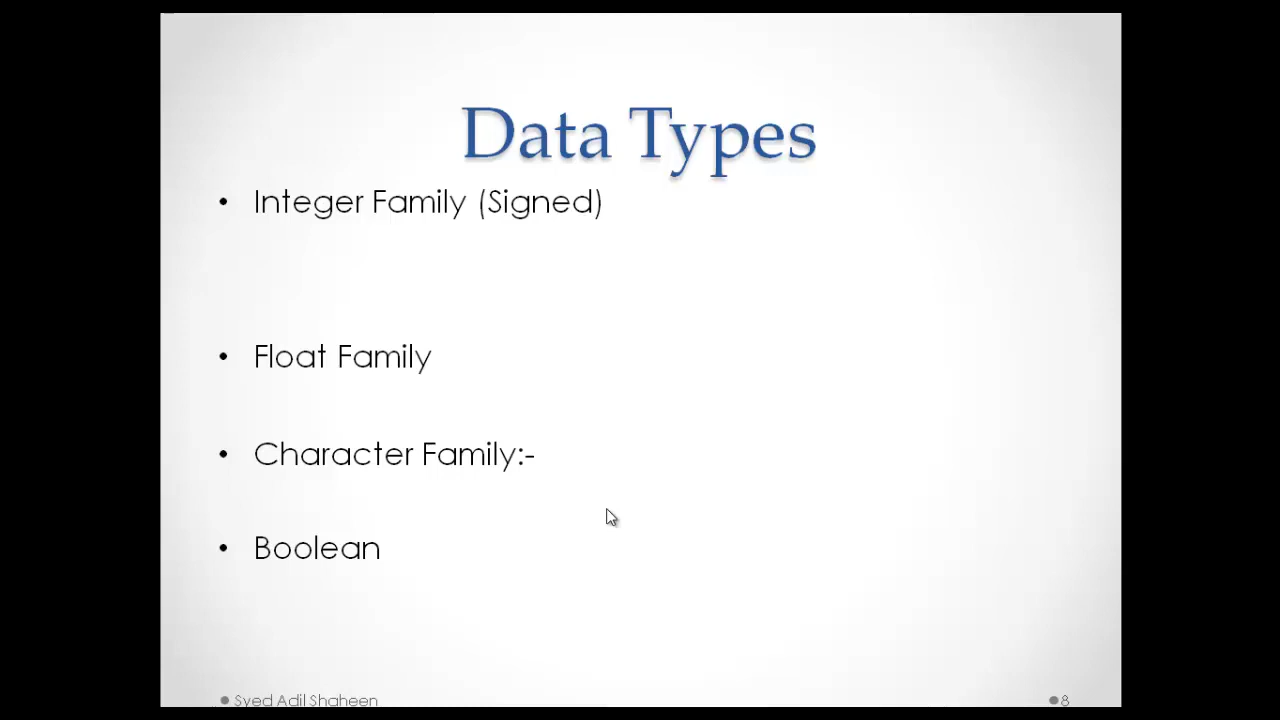 Data Types
• Integer Family (Signed)
• Float Family
• Character Family:-
• Boolean
Syed Adil Shaheen
8